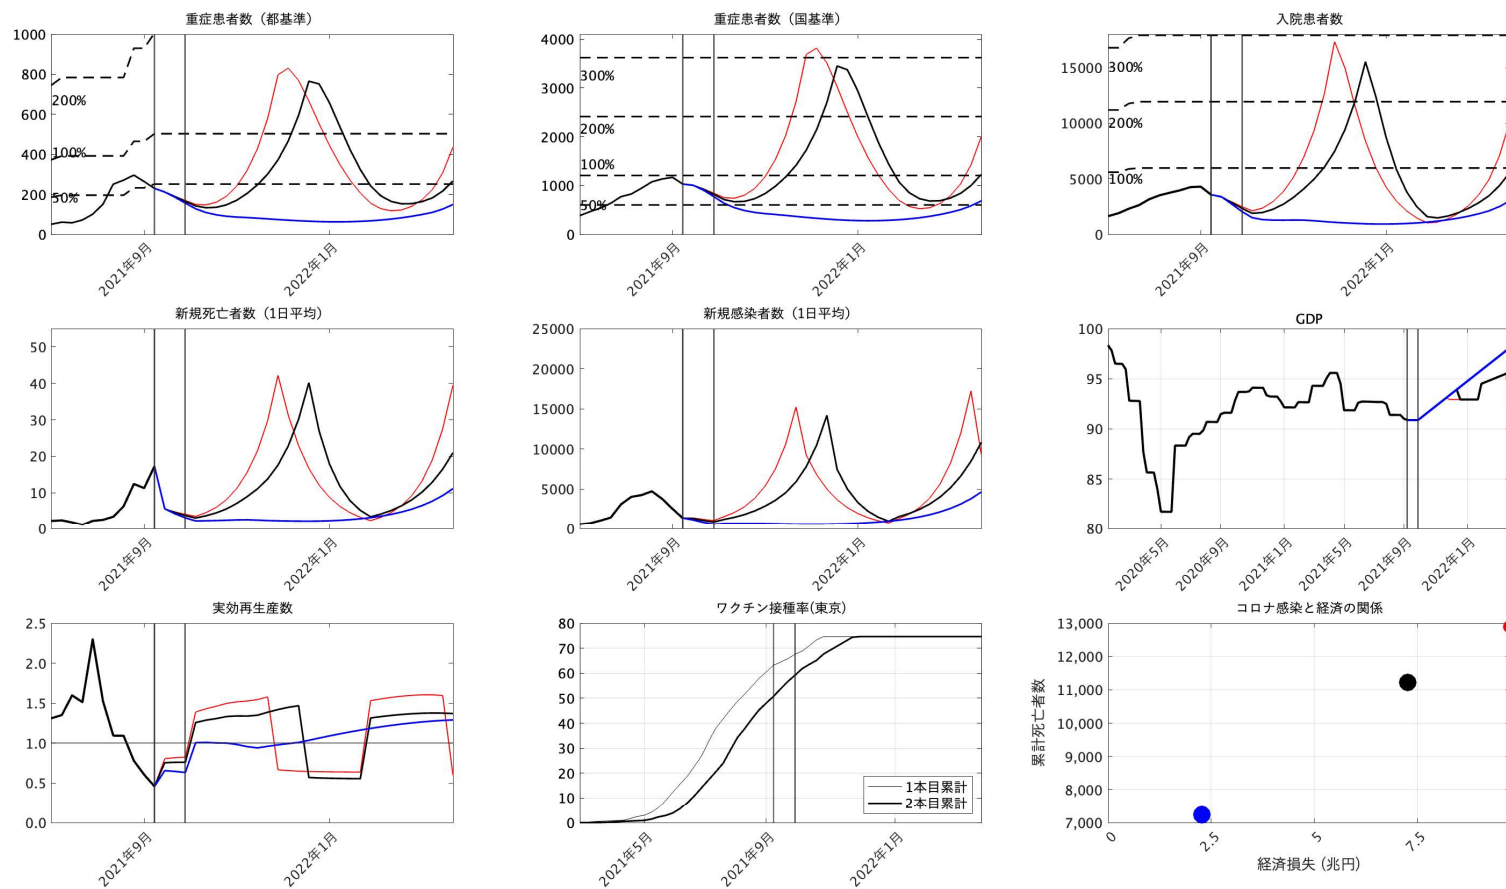 重症患者数（都基準）
1000
800
600
400
200
0
200%
100%
50%
2021年9月
2022年1月
重症患者数（国基準）
4000
3000
2000
1000
0
300%
200%
100%
50%
2021年9月
2022年1月
入院患者数
15000
10000
5000
0
300%
200%
100%
2021年9月
2022年1月
新規死亡者数（1日平均）
50
40
30
20
10
0
2021年9月
2022年1月
新規感染者数（1日平均）
25000
20000
15000
10000
5000
0
2021年9月
2022年1月
GDP
100
95
90
85
80
2020年5月
2020年9月
2021年1月
2021年5月
2021年9月
2022年1月
実効再生産数
2.5
2.0
1.5
1.0
0.5
0.0
2021年9月
2022年1月
ワクチン接種率(東京)
80
70
60
50
40
30
20
10
0
2021年5月
2021年9月
2022年1月
1本目累計
2本目累計
コロナ感染と経済の関係
13,000
12,000
11,000
10,000
9,000
8,000
7,000
累計死亡者数
0
2.5
5
7.5
経済損失 (兆円)